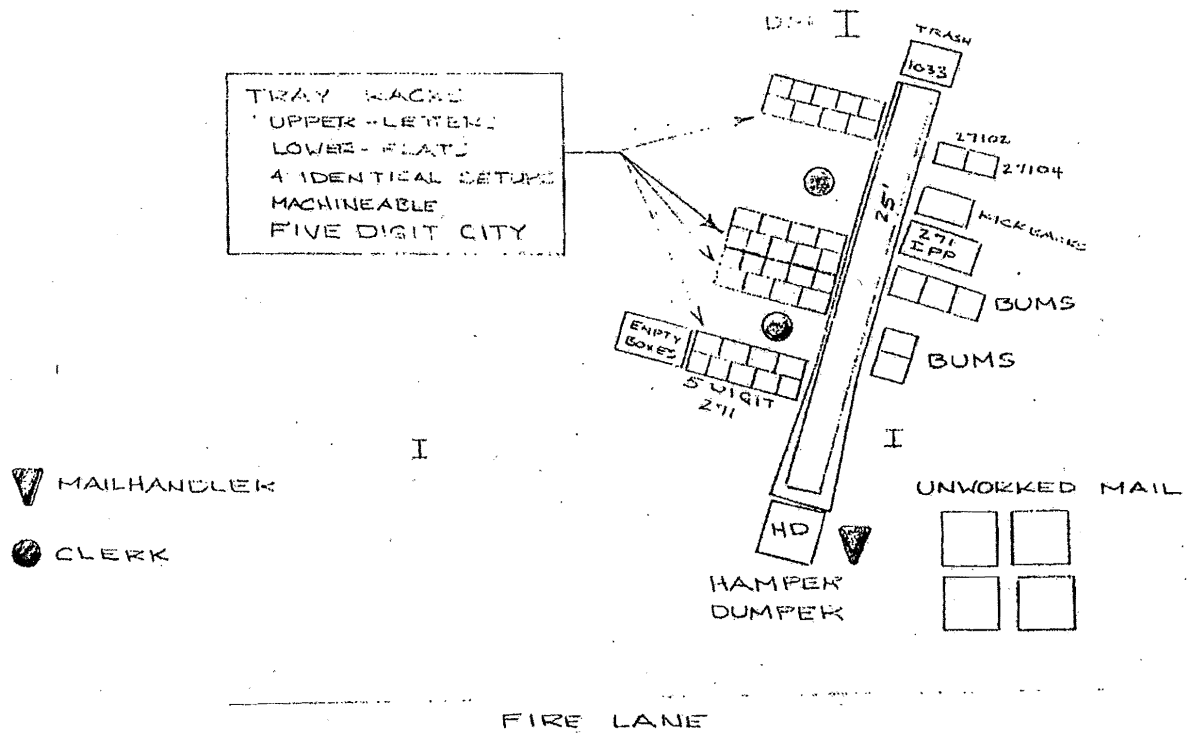 I
TRASH
1033
TRAY RACKS
UPPER - LETTERS
LOWER - FLATS
4 IDENTICAL SETUPS
MACHINEABLE
FIVE DIGIT CITY
27102
27104
25'
291
IPP
BUMS
EMPTY
BOXES
BUMS
5 DIGIT
271
I
I
MAILHANDLER
UNWORKED MAIL
CLERK
HD
HAMPER
DUMPER
FIRE LANE